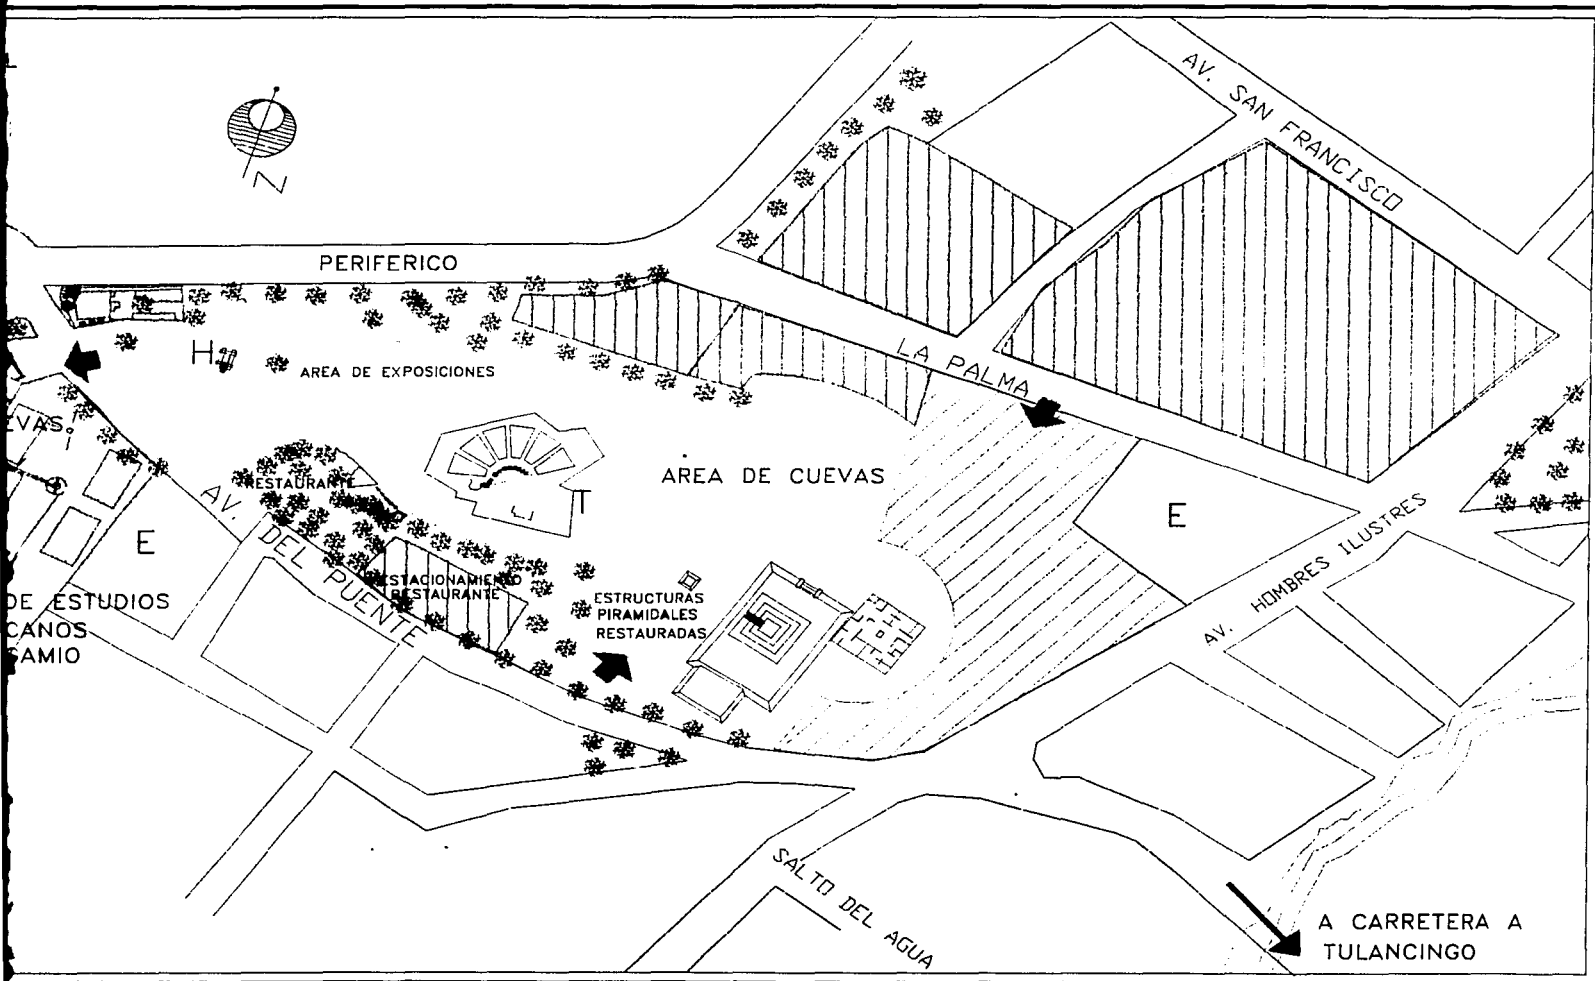 AV. SAN FRANCISCO
N
PERIFERICO
LA PALMA
H
AREA DE EXPOSICIONES
EVAS.
RESTAURANTE
AREA DE CUEVAS
T
E
E
AV. DEL PUENTE
ESTACIONAMIENTO
RESTAURANTE
ESTRUCTURAS
PIRAMIDALES
RESTAURADAS
AV. HOMBRES ILUSTRES
DE ESTUDIOS
CANOS
GAMIO
SALTO DEL AGUA
A CARRETERA A
TULANCINGO